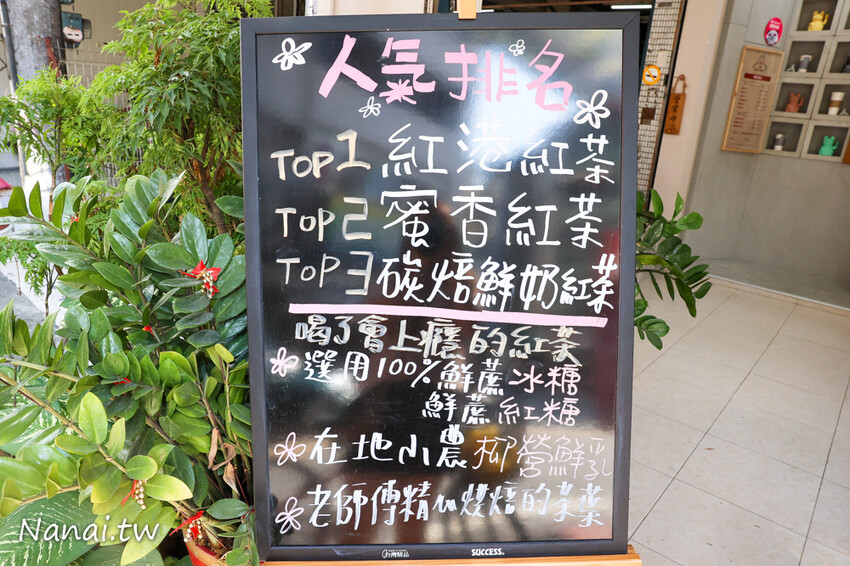 人氣排名
TOP1 紅港紅茶
TOP2 蜜香紅茶
TOP3 碳焙鮮奶紅茶
喝了會上癮的紅茶
選用100%鮮蔗冰糖
鮮蔗紅糖
在地小農柳營鮮乳
老師傅精心烘焙的茶葉
SUCCESS.
Nanai.tw